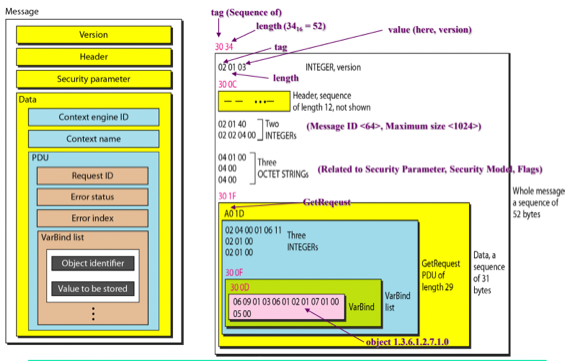 Message
Version
Header
Security parameter
Data
Context engine ID
Context name
PDU
Request ID
Error status
Error index
VarBind list
Object identifier
Value to be stored
tag (Sequence of)
length (34₁₆ = 52)
value (here, version)
30 34
tag
02 01 03
INTEGER, version
length
30 0C
Header, sequence
of length 12, not shown
02 01 40
02 02 04 00
Two
INTEGERs
(Message ID <64>, Maximum size <1024>)
04 01 00
04 00
04 00
Three
OCTET STRINGs
(Related to Security Parameter, Security Model, Flags)
30 1F
GetReqeust
Whole message
a sequence of
52 bytes
A0 1D
02 04 00 01 06 11
02 01 00
02 01 00
Three
INTEGERs
GetRequest
PDU of
length 29
Data, a
sequence
of 31
bytes
30 0F
30 0D
06 09 01 03 06 01 02 01 07 01 00
05 00
VarBind
VarBind
list
object 1.3.6.1.2.7.1.0